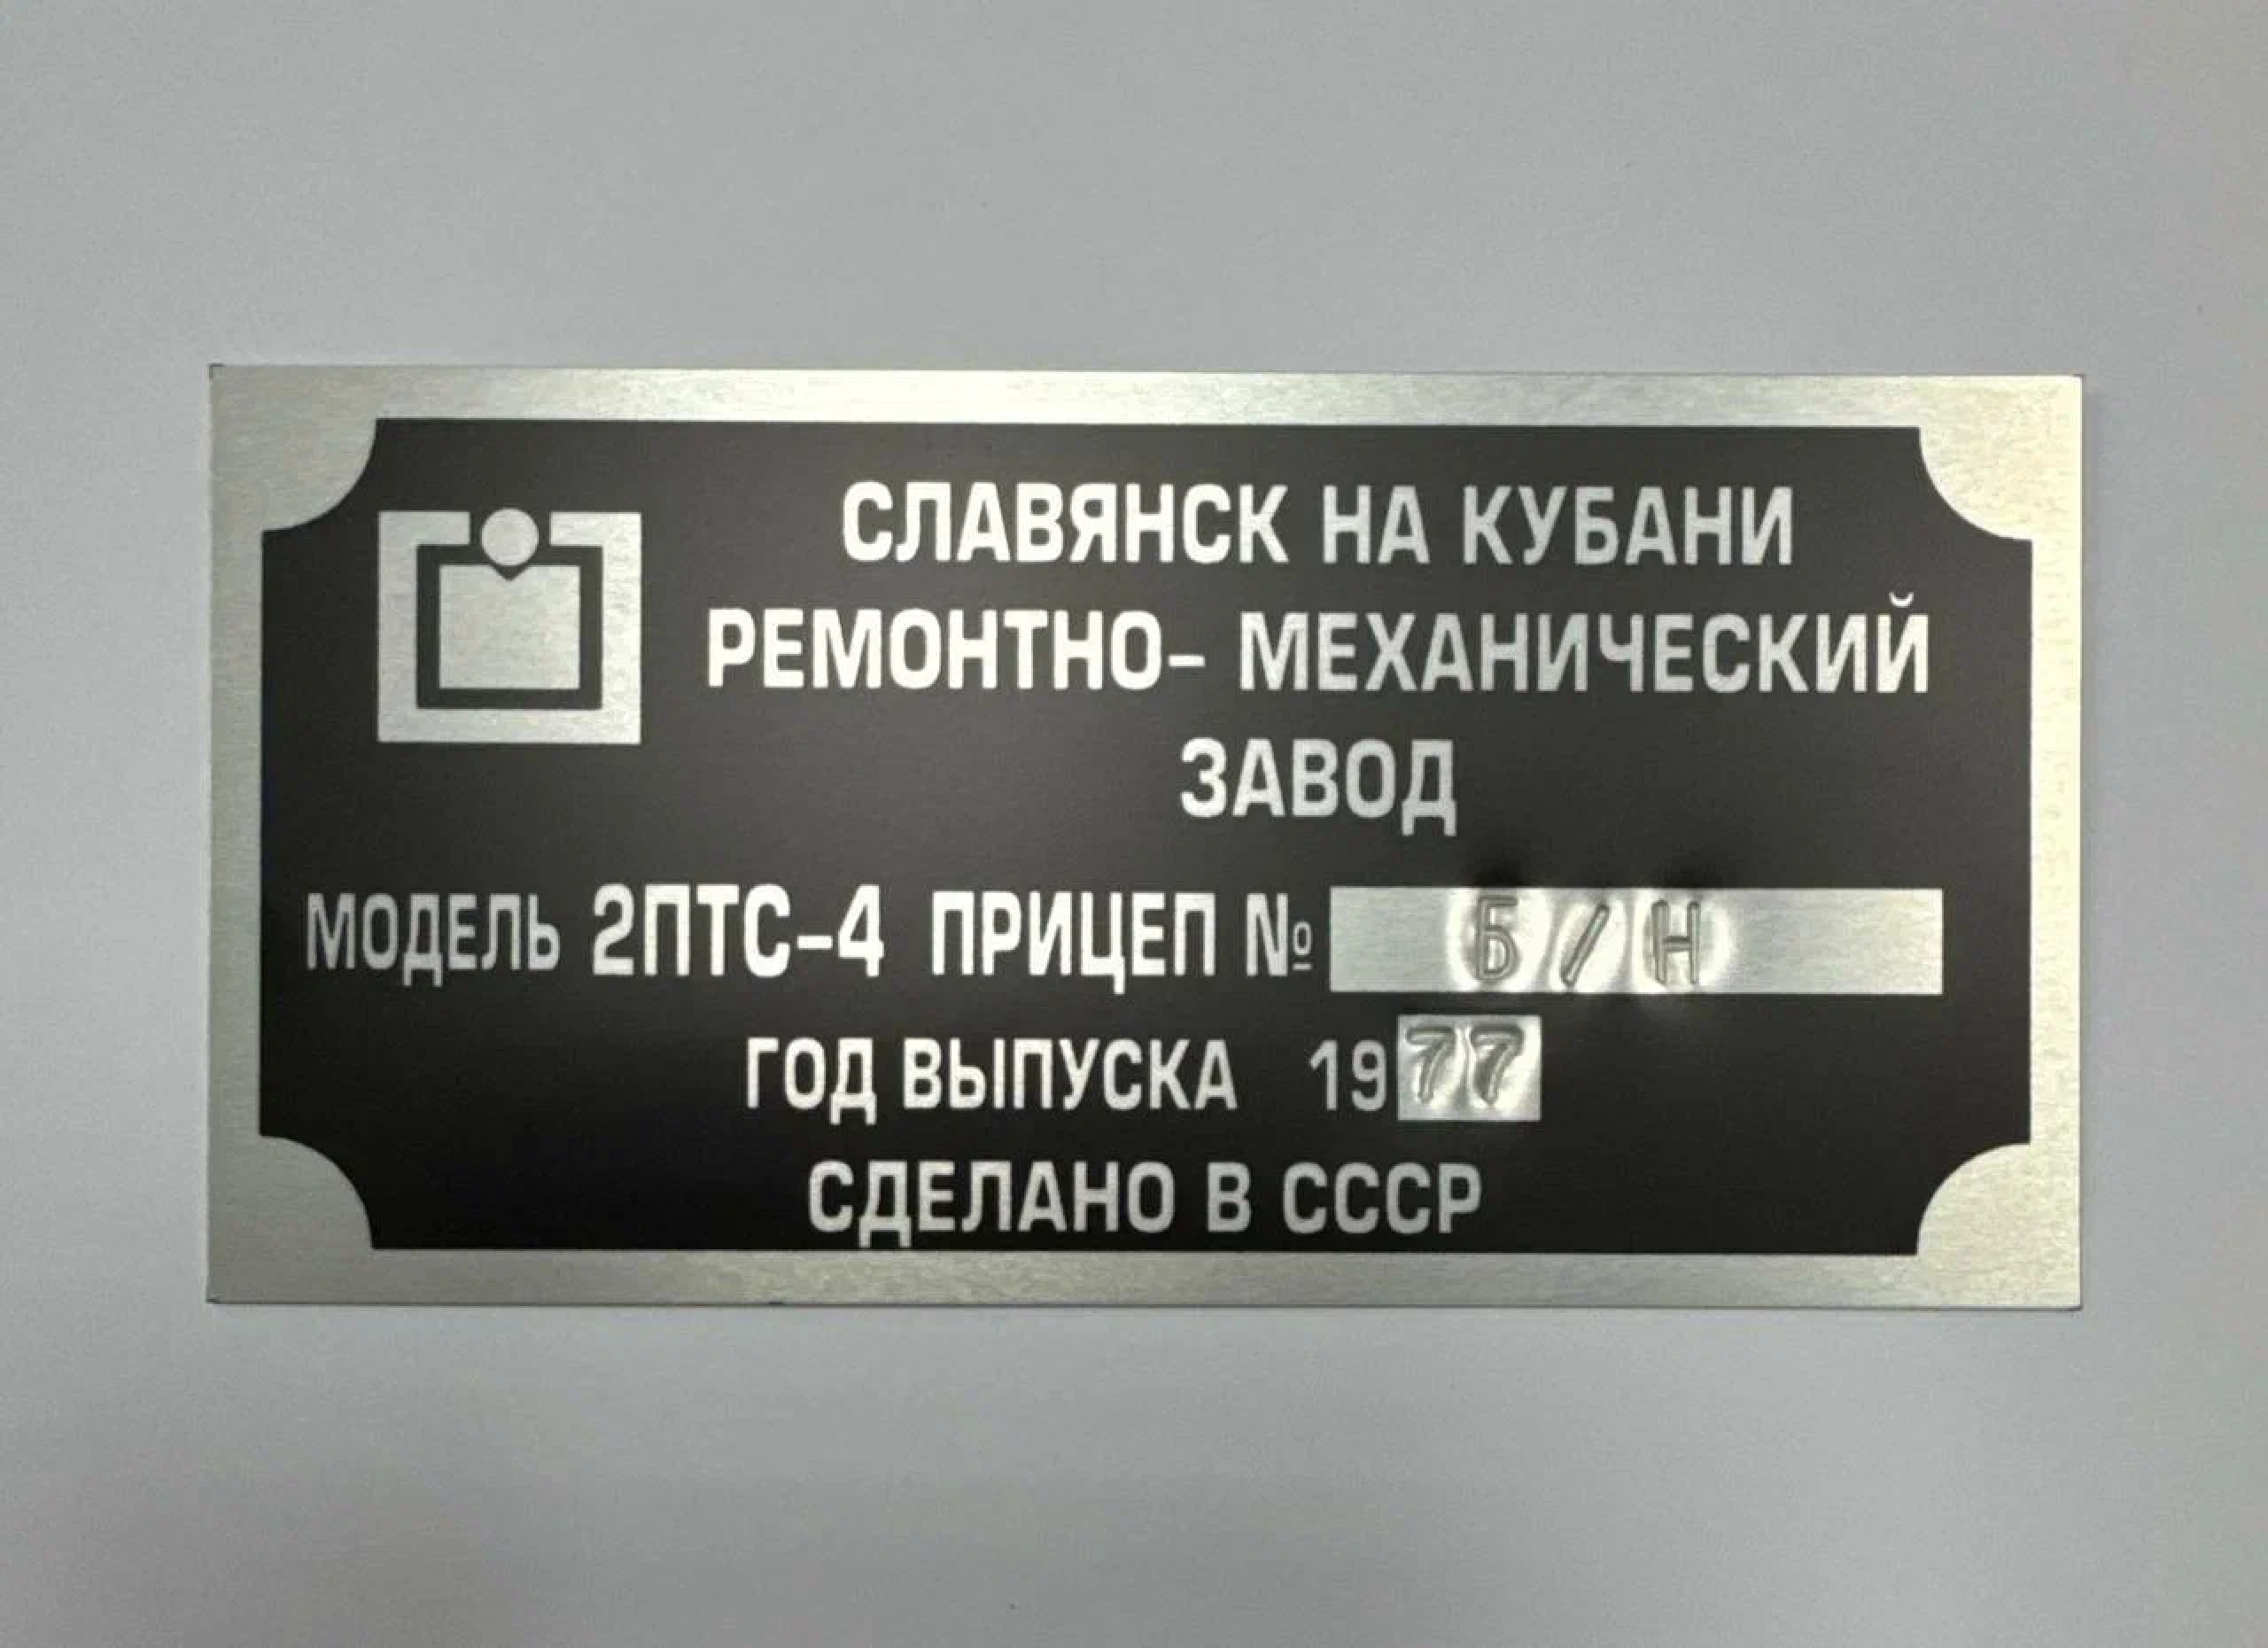 СЛАВЯНСК НА КУБАНИ
РЕМОНТНО- МЕХАНИЧЕСКИЙ
ЗАВОД
МОДЕЛЬ 2ПТС-4 ПРИЦЕП № Б/Н
ГОД ВЫПУСКА 1977
СДЕЛАНО В СССР